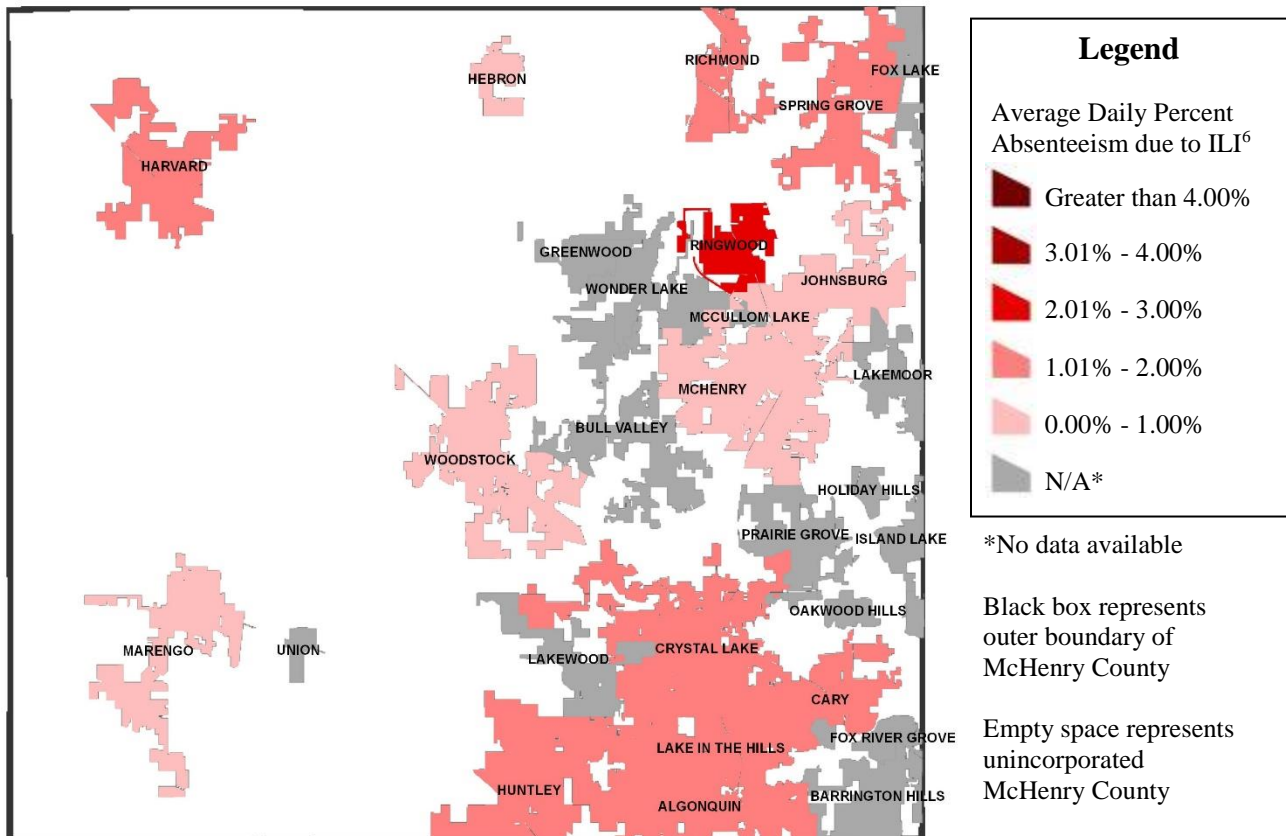 RICHMOND
FOX LAKE
HEBRON
SPRING GROVE
HARVARD
GREENWOOD
RINGWOOD
WONDER LAKE
JOHNSBURG
MCCULLOM LAKE
MCHENRY
LAKEMOOR
BULL VALLEY
WOODSTOCK
HOLIDAY HILLS
PRAIRIE GROVE
ISLAND LAKE
OAKWOOD HILLS
MARENGO
UNION
LAKEWOOD
CRYSTAL LAKE
CARY
FOX RIVER GROVE
LAKE IN THE HILLS
HUNTLEY
ALGONQUIN
BARRINGTON HILLS
Legend
Average Daily Percent
Absenteeism due to ILI⁶
Greater than 4.00%
3.01% - 4.00%
2.01% - 3.00%
1.01% - 2.00%
0.00% - 1.00%
N/A*
*No data available
Black box represents
outer boundary of
McHenry County
Empty space represents
unincorporated
McHenry County